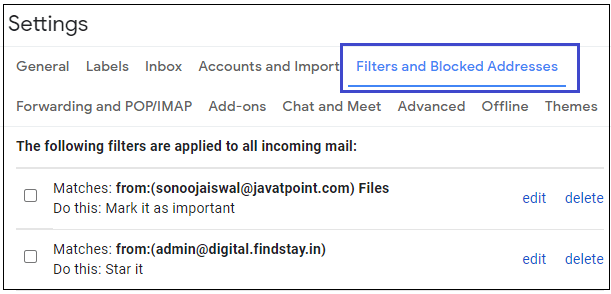 Settings
General Labels Inbox Accounts and Import Filters and Blocked Addresses
Forwarding and POP/IMAP Add-ons Chat and Meet Advanced Offline Themes
The following filters are applied to all incoming mail:
Matches: from:(sonoojaiswal@javatpoint.com) Files
Do this: Mark it as important
edit delete
Matches: from:(admin@digital.findstay.in)
Do this: Star it
edit delete